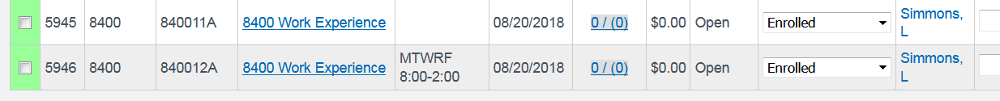 5945 8400 840011A 8400 Work Experience 08/20/2018 0 / (0) $0.00 Open Enrolled Simmons, L
5946 8400 840012A 8400 Work Experience MTWRF 8:00-2:00 08/20/2018 0 / (0) $0.00 Open Enrolled Simmons, L